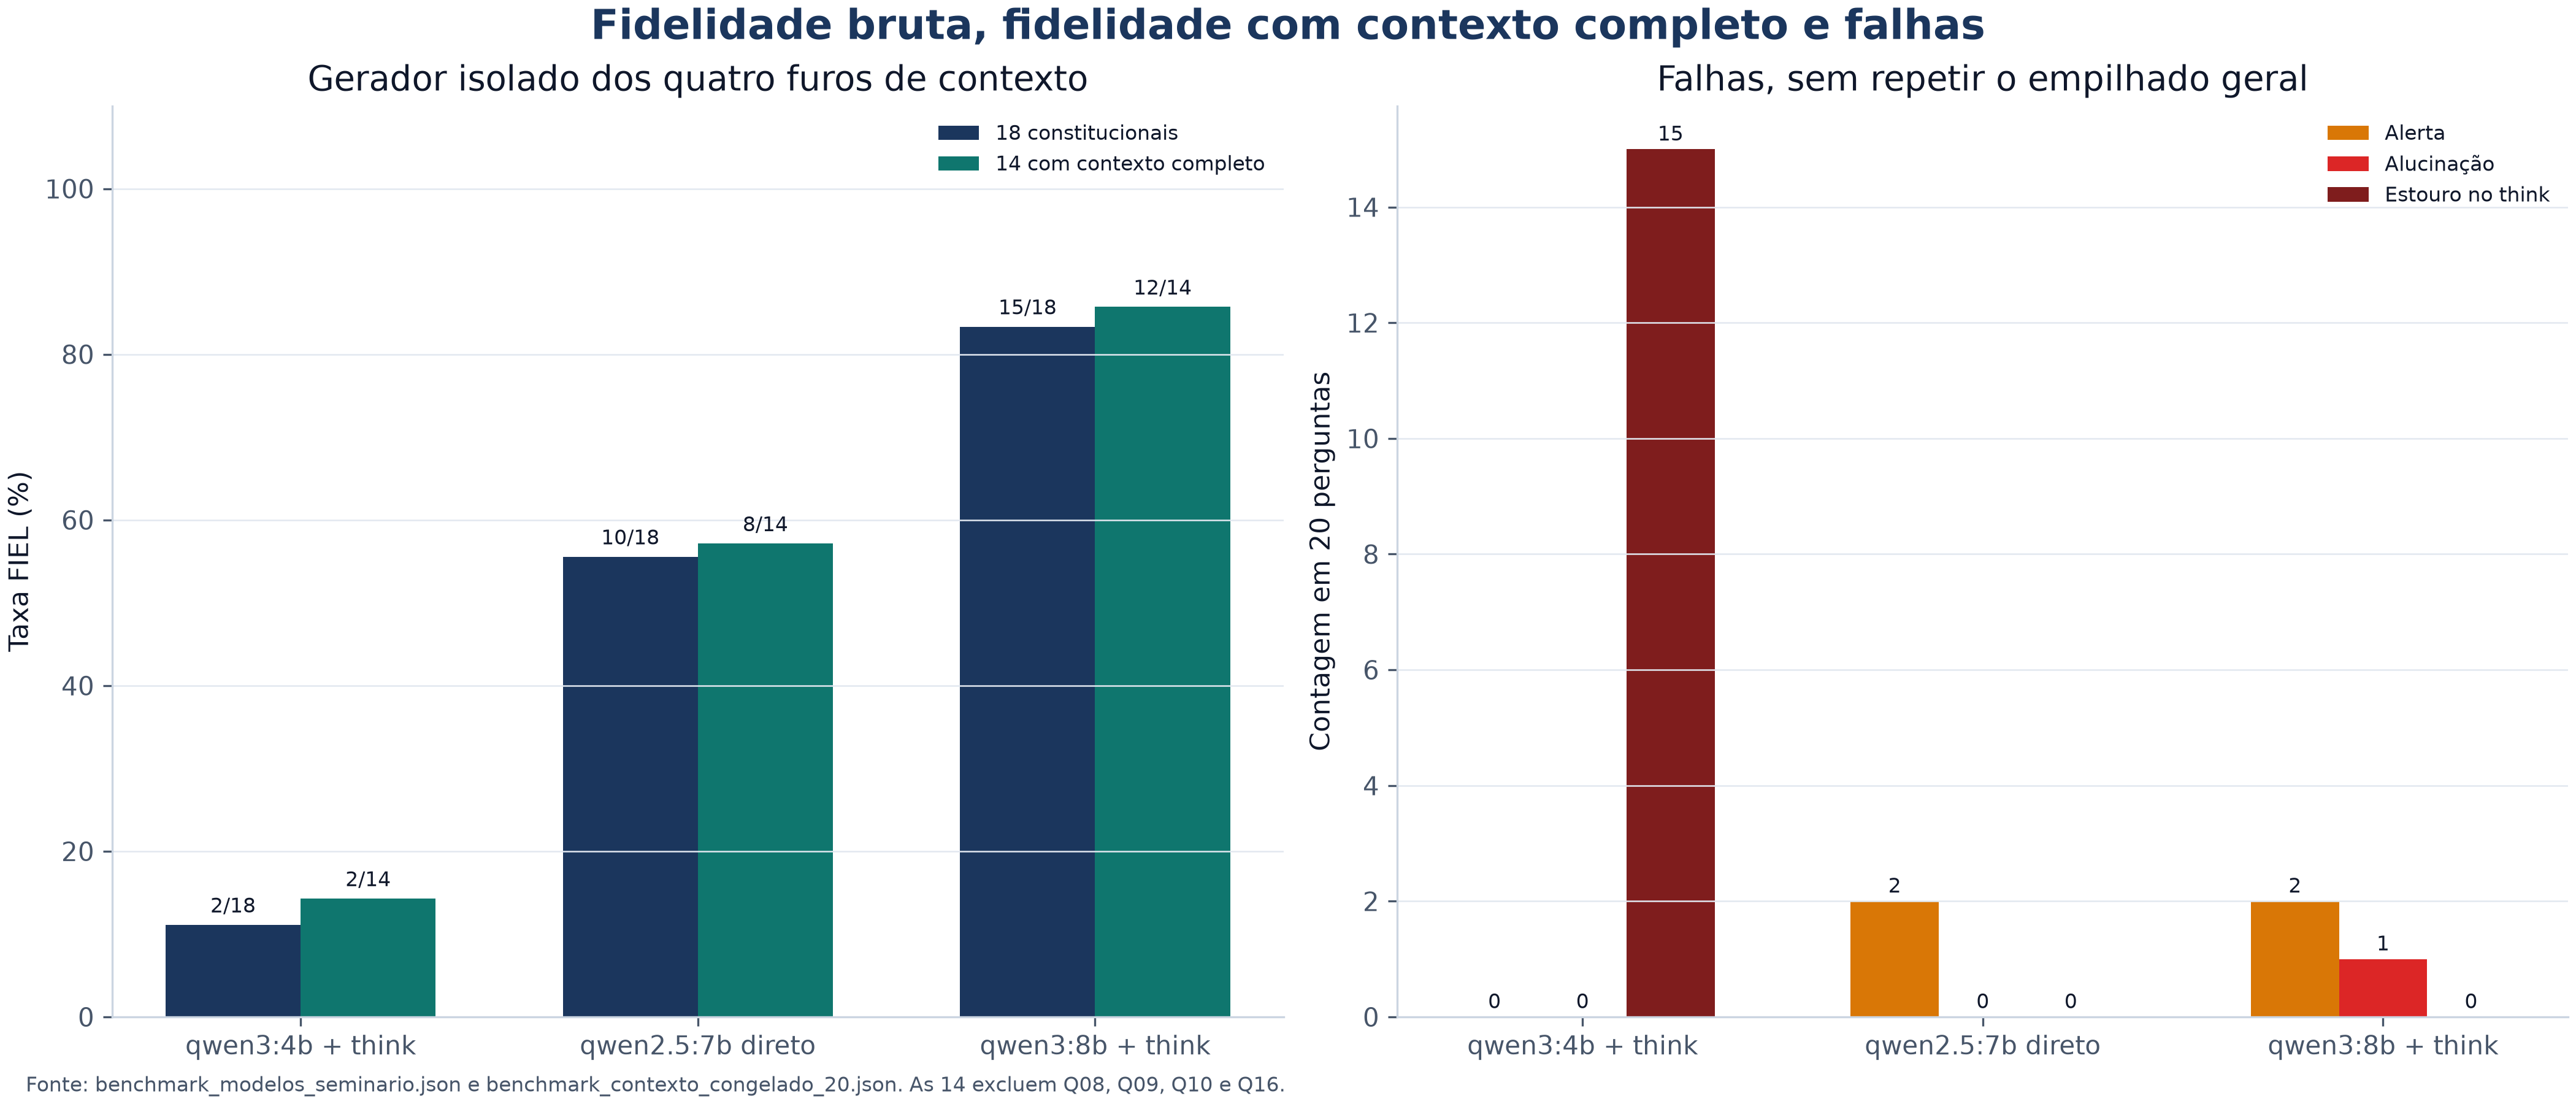 Fidelidade bruta, fidelidade com contexto completo e falhas
Gerador isolado dos quatro furos de contexto
Taxa FIEL (%)
100
80
60
40
20
0
18 constitucionais
14 com contexto completo
2/18
2/14
10/18
8/14
15/18
12/14
qwen3:4b + think
qwen2.5:7b direto
qwen3:8b + think
Falhas, sem repetir o empilhado geral
Contagem em 20 perguntas
14
12
10
8
6
4
2
0
Alerta
Alucinação
Estouro no think
0
0
15
2
0
0
2
1
0
qwen3:4b + think
qwen2.5:7b direto
qwen3:8b + think
Fonte: benchmark_modelos_seminario.json e benchmark_contexto_congelado_20.json. As 14 excluem Q08, Q09, Q10 e Q16.